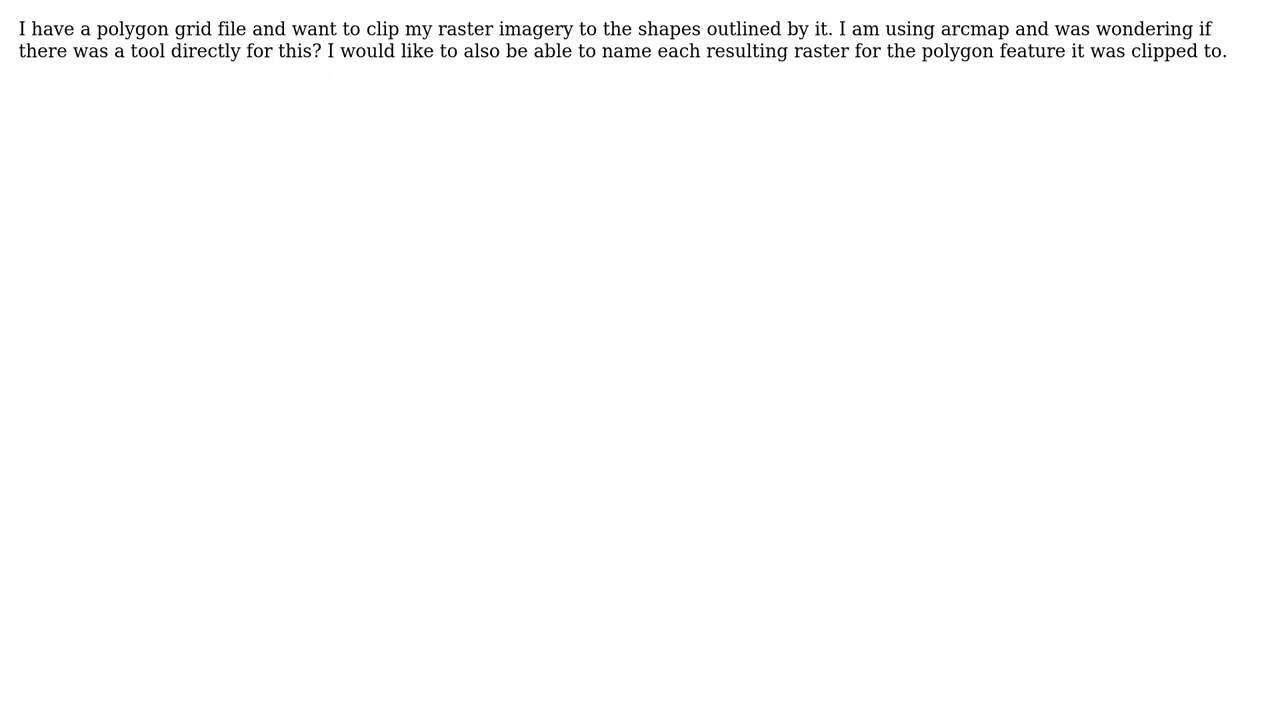 I have a polygon grid file and want to clip my raster imagery to the shapes outlined by it. I am using arcmap and was wondering if
there was a tool directly for this? I would like to also be able to name each resulting raster for the polygon feature it was clipped to.